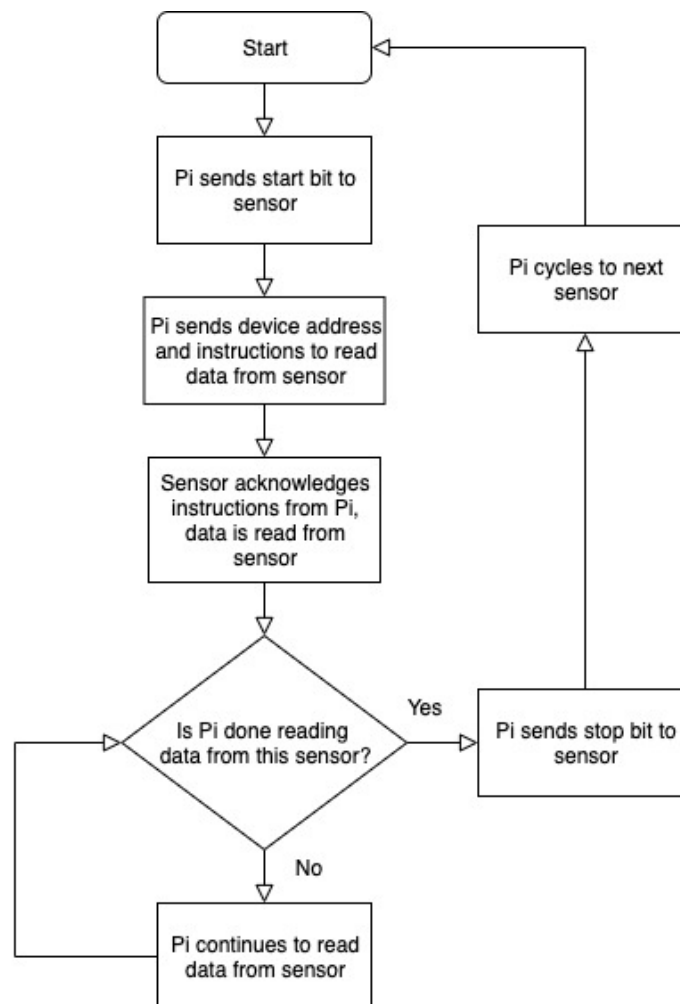 Start
Pi sends start bit to
sensor
Pi cycles to next
sensor
Pi sends device address
and instructions to read
data from sensor
Sensor acknowledges
instructions from Pi,
data is read from
sensor
Is Pi done reading
data from this sensor?
Yes
Pi sends stop bit to
sensor
No
Pi continues to read
data from sensor